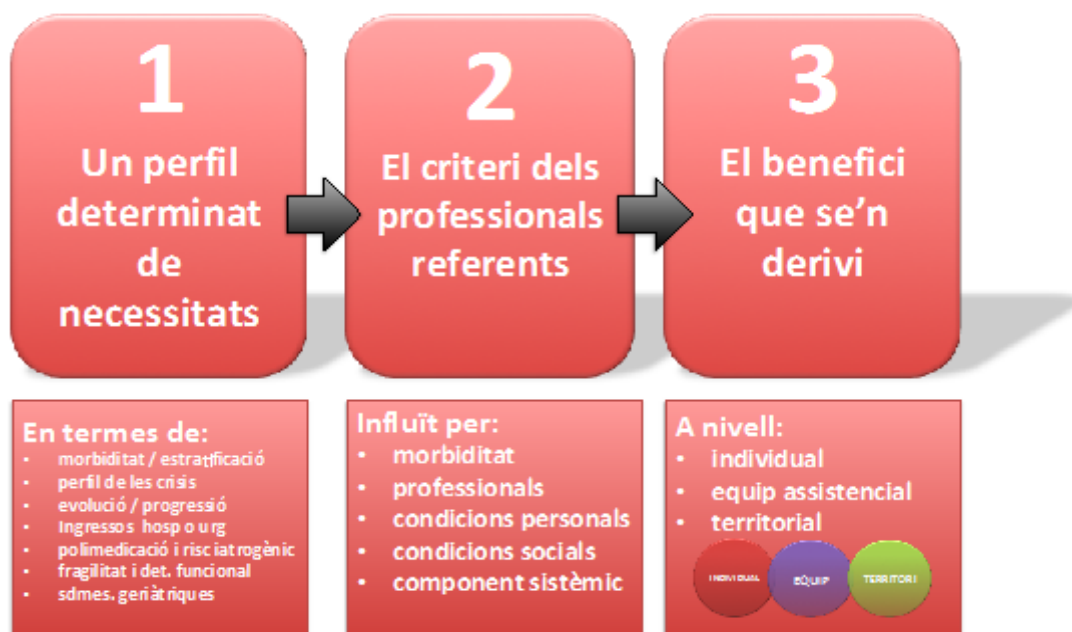 1
Un perfil
determinat
de
necessitats
2
El criteri dels
professionals
referents
3
El benefici
que se’n
derivi
En termes de:
• morbiditat / estratificació
• perfil de les crisis
• evolució / progressió
• Ingressos hosp o urg
• polimedicació i risc iatrogènic
• fragilitat i det. funcional
• sdmes. geriàtriques
Influït per:
• morbiditat
• professionals
• condicions personals
• condicions socials
• component sistèmic
A nivell:
• individual
• equip assistencial
• territorial
INDIVIDUAL
EQUIP
TERRITORI